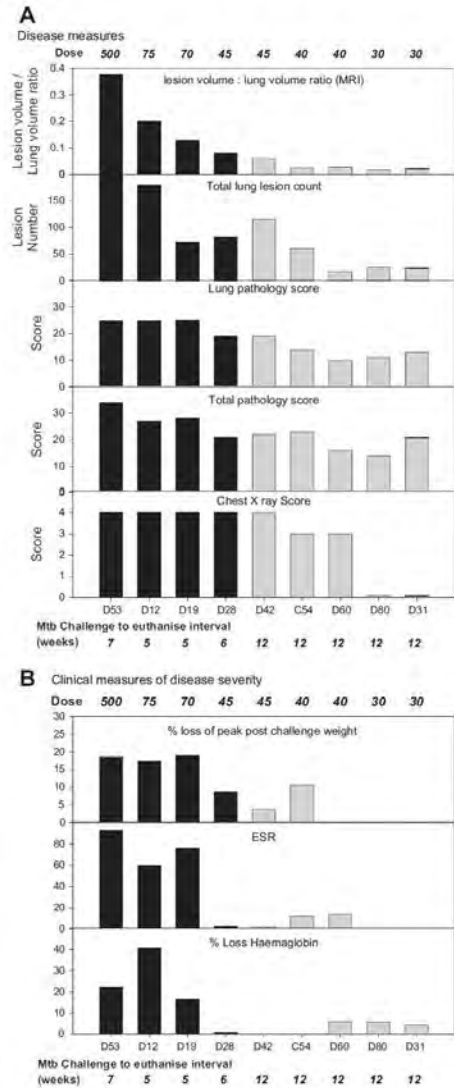 A
Disease measures
Dose 500 75 70 45 45 40 40 30 30
lesion volume : lung volume ratio (MRI)
Lesion volume /
Lung volume ratio
0.4
0.3
0.2
0.1
0
Total lung lesion count
Lesion
Number
150
100
50
0
Lung pathology score
Score
30
20
10
0
Total pathology score
Score
30
20
10
Chest X ray Score
Score
4
3
2
1
0
D53 D12 D19 D28 D42 C54 D60 D80 D31
Mtb Challenge to euthanise interval
(weeks) 7 5 5 6 12 12 12 12 12
B Clinical measures of disease severity
Dose 500 75 70 45 45 40 40 30 30
% loss of peak post challenge weight
30
25
20
15
10
5
0
ESR
80
60
40
20
0
% Loss Haemaglobin
40
30
20
10
0
D53 D12 D19 D28 D42 C54 D60 D80 D31
Mtb Challenge to euthanise interval
(weeks) 7 5 5 6 12 12 12 12 12